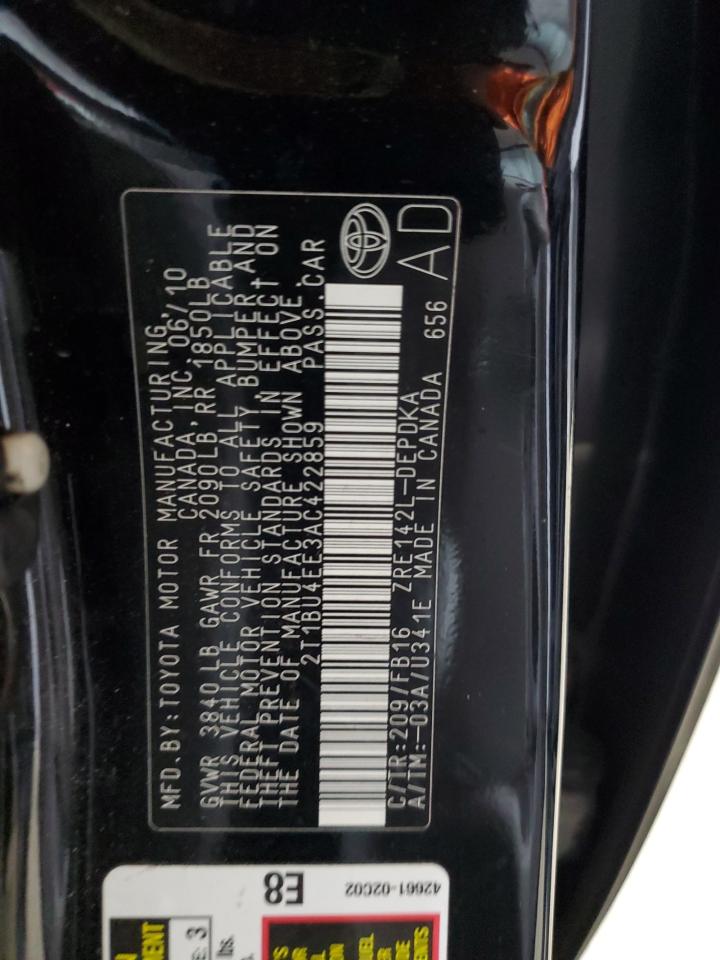 MFD.BY:TOYOTA MOTOR MANUFACTURING,
CANADA,INC. 06/10
GVWR 3840LB GAWR FR 2090LB,RR 1850LB
THIS VEHICLE CONFORMS TO ALL APPLICABLE
FEDERAL MOTOR VEHICLE SAFETY, BUMPER,AND
THEFT PREVENTION STANDARDS IN EFFECT ON
THE DATE OF MANUFACTURE SHOWN ABOVE.
2T1BU4EE3AC422859 PASS.CAR
C/TR:209/FB16 ZRE142L-DEPDKA
A/TM:-03A/U341E MADE IN CANADA 656
AD
E8
42661-02C02
3
lbs.